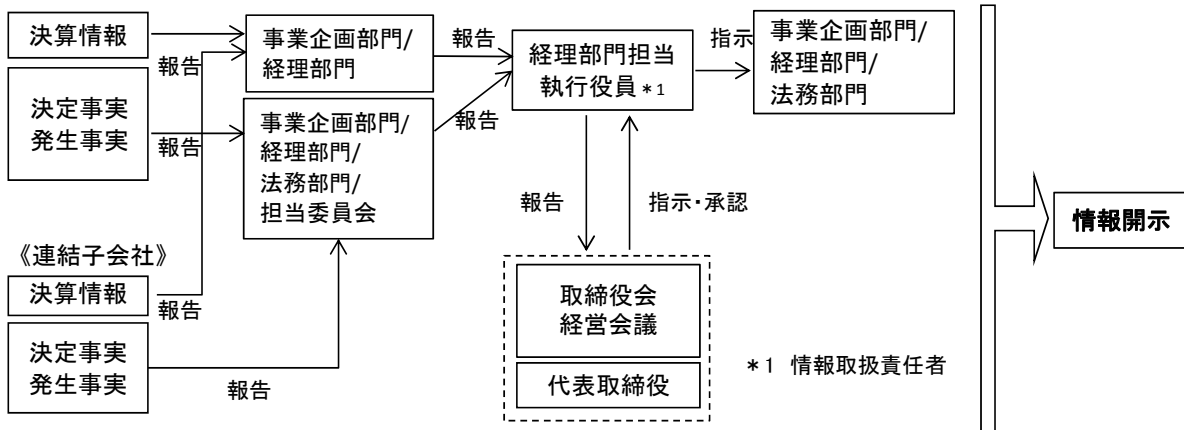 決算情報
報告
事業企画部門/
経理部門
報告
経理部門担当
執行役員*1
指示
事業企画部門/
経理部門/
法務部門
決定事実
発生事実
報告
事業企画部門/
経理部門/
法務部門/
担当委員会
報告
報告
指示・承認
情報開示
《連結子会社》
決算情報
報告
取締役会
経営会議
決定事実
発生事実
報告
代表取締役
*1 情報取扱責任者